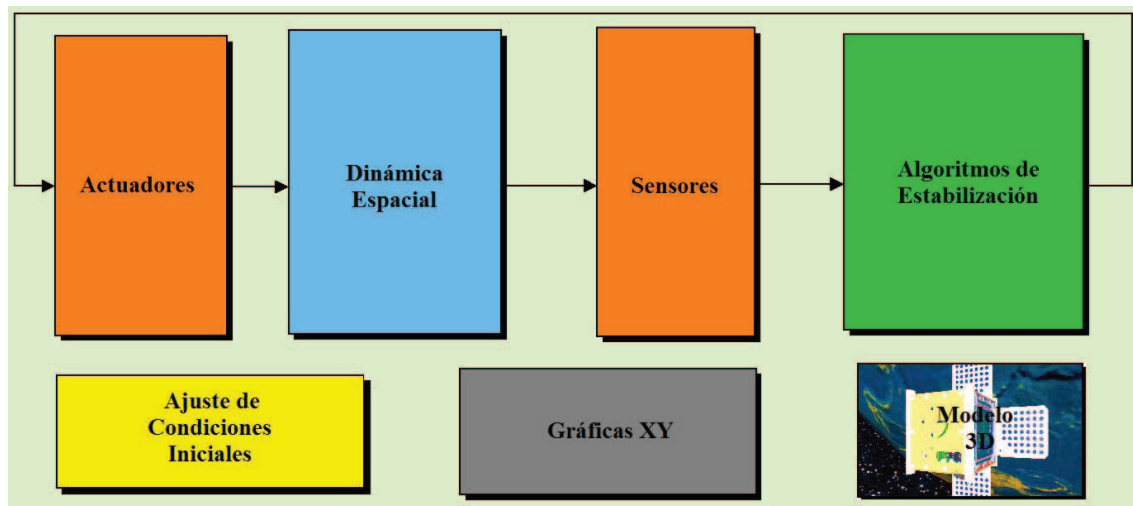 Actuadores
Dinámica
Espacial
Sensores
Algoritmos de
Estabilización
Ajuste de
Condiciones
Iniciales
Gráficas XY
Modelo
3D